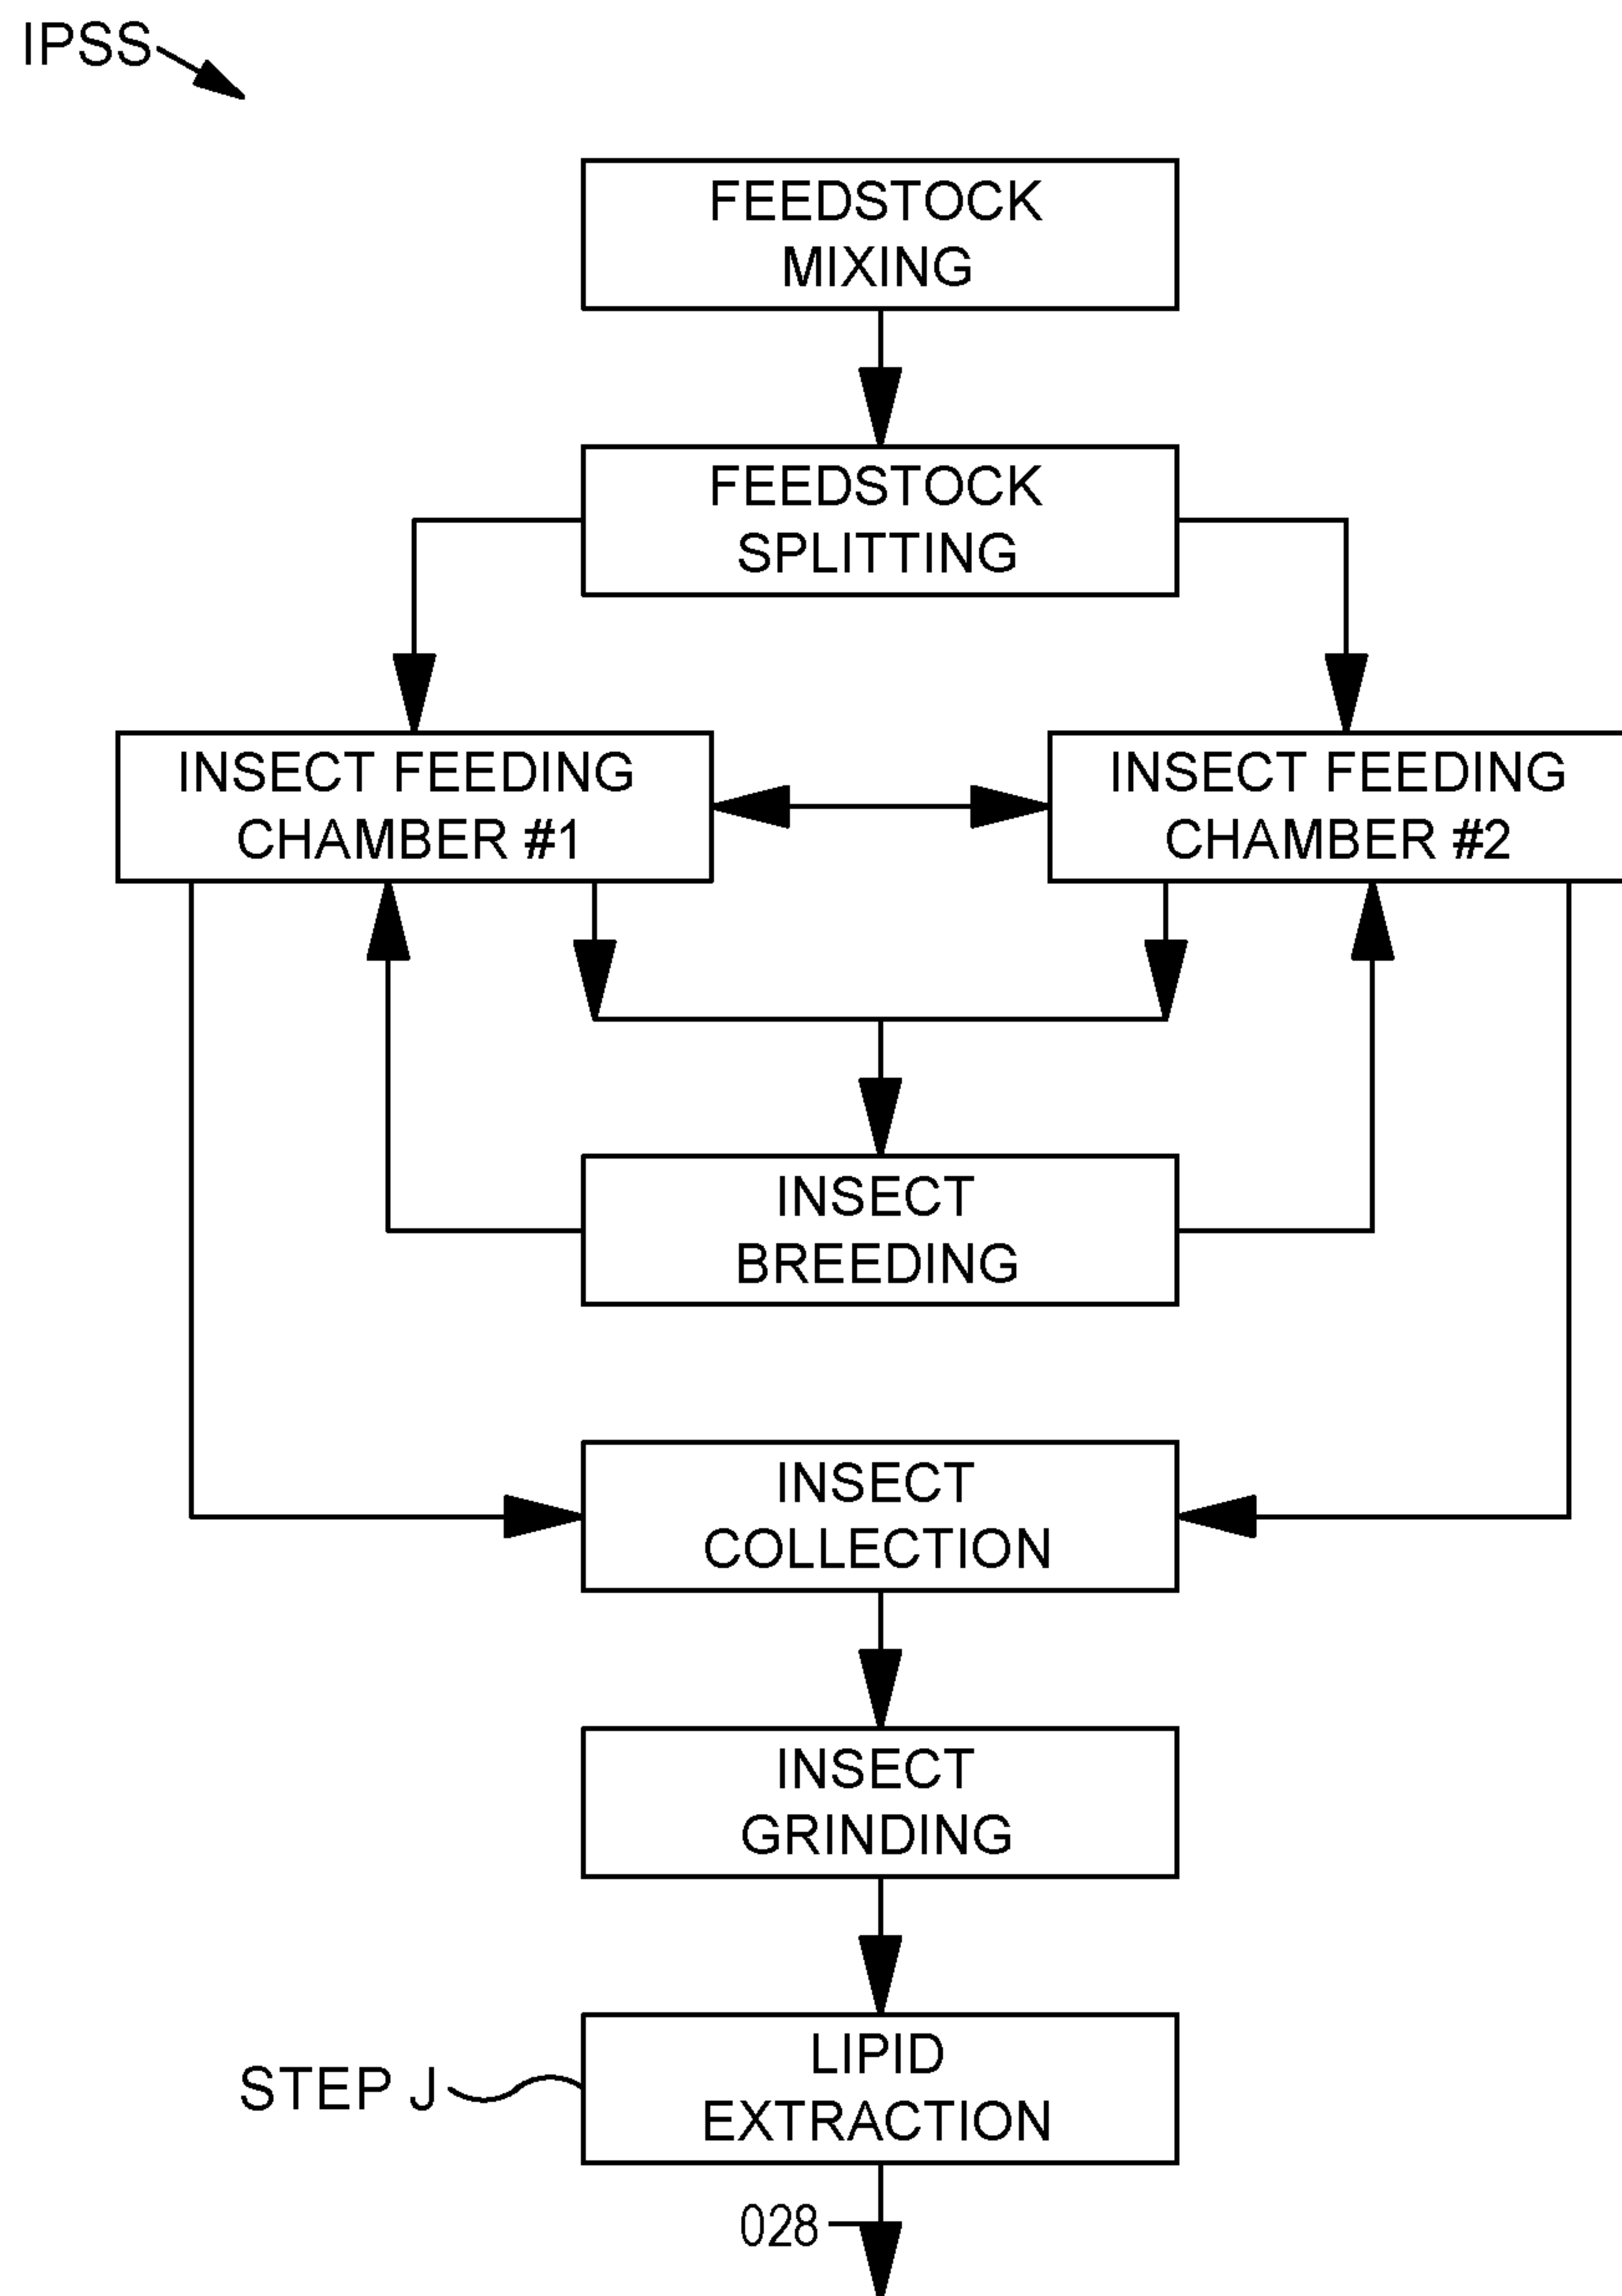 IPSS
FEEDSTOCK
MIXING
FEEDSTOCK
SPLITTING
INSECT FEEDING
CHAMBER #1
INSECT FEEDING
CHAMBER #2
INSECT
BREEDING
INSECT
COLLECTION
INSECT
GRINDING
LIPID
EXTRACTION
STEP J
028